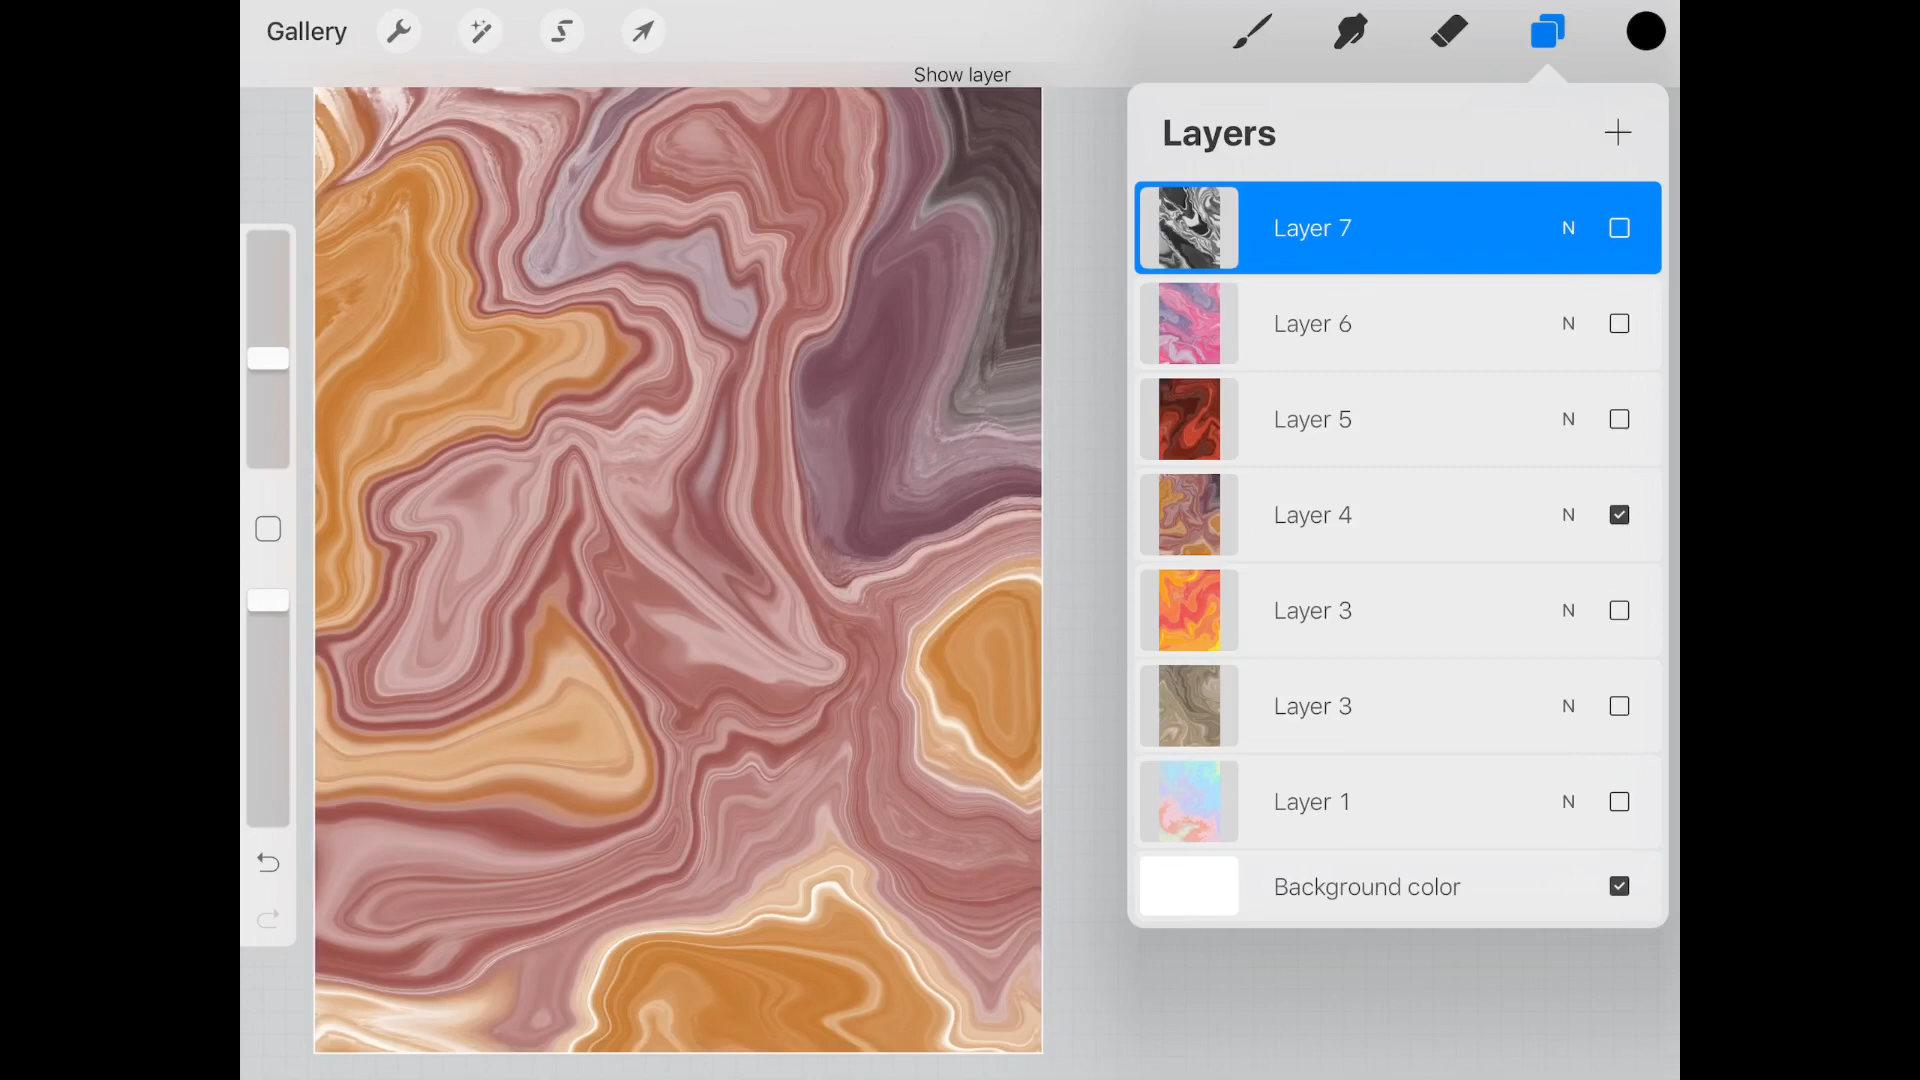 Gallery
Show layer
Layers
Layer 7 N
Layer 6 N
Layer 5 N
Layer 4 N
Layer 3 N
Layer 3 N
Layer 1 N
Background color